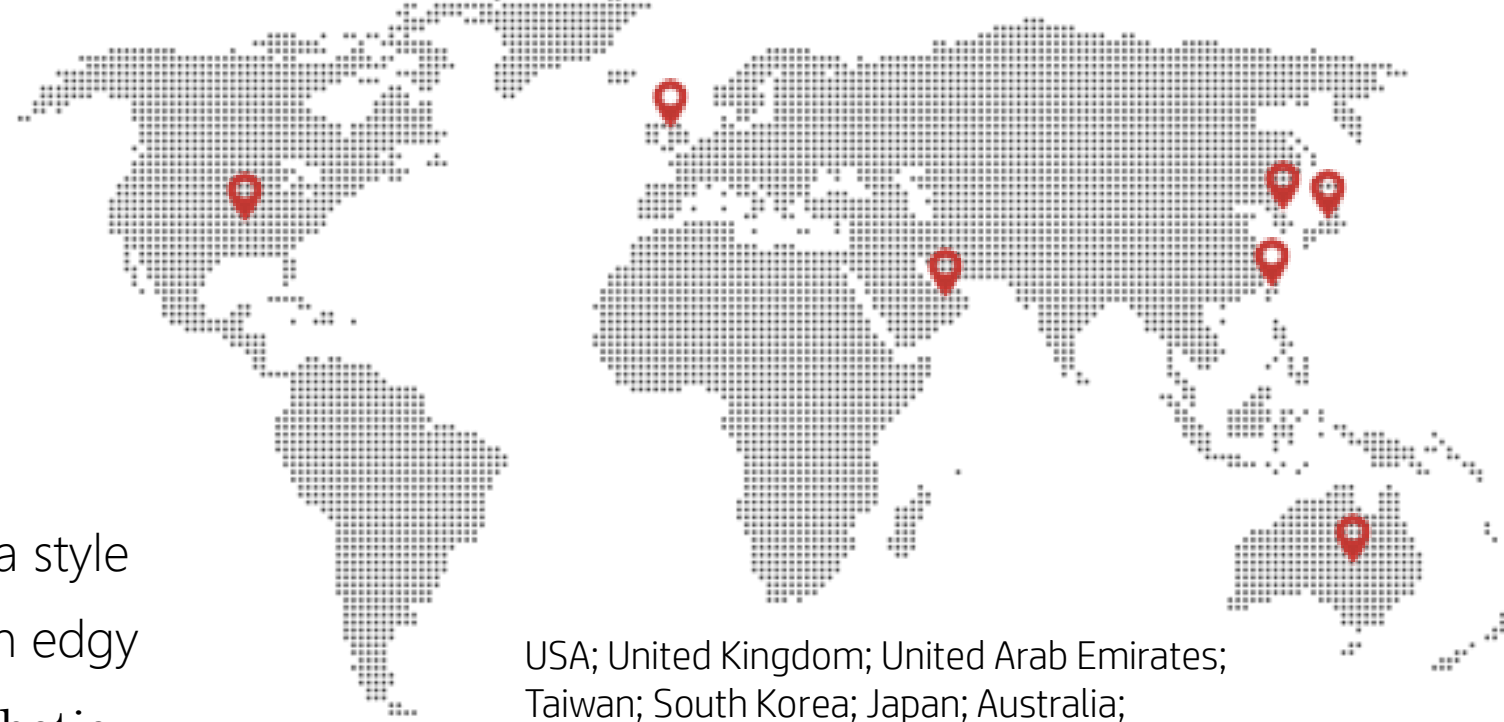 a style
edgy
USA; United Kingdom; United Arab Emirates;
Taiwan; South Korea; Japan; Australia;